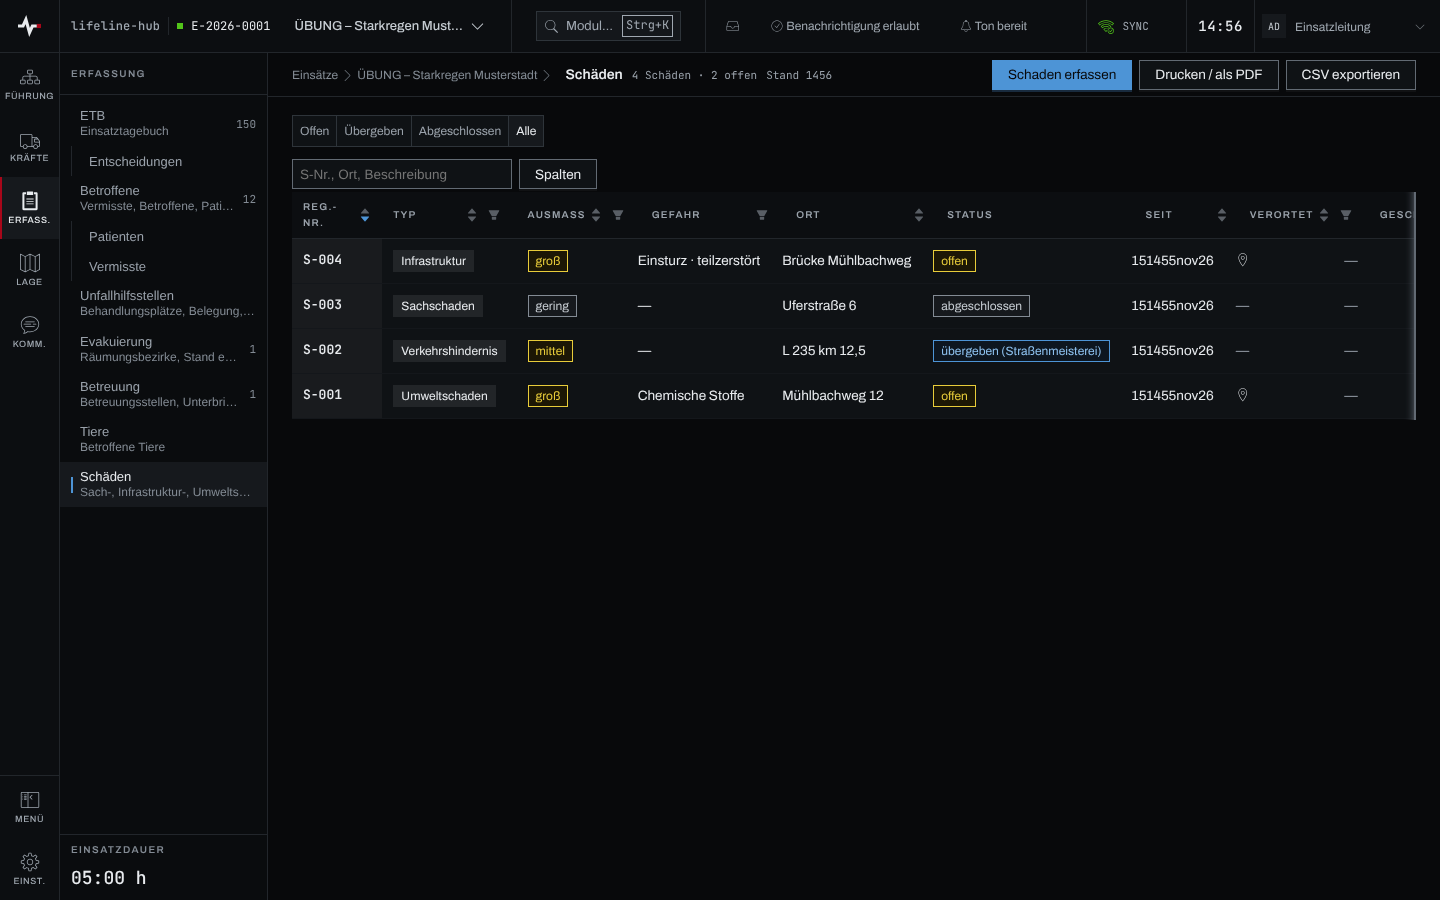 lifeline-hub E-2026-0001 ÜBUNG – Starkregen Must... Modul... Strg+K Benachrichtigung erlaubt Ton bereit SYNC 14:56 AD Einsatzleitung
FÜHRUNG
KRÄFTE
ERFASS.
LAGE
KOMM.
MENÜ
EINST.
ERFASSUNG
ETB
Einsatztagebuch 150
Entscheidungen
Betroffene
Vermisste, Betroffene, Pati... 12
Patienten
Vermisste
Unfallhilfsstellen
Behandlungsplätze, Belegung,...
Evakuierung
Räumungsbezirke, Stand e... 1
Betreuung
Betreuungsstellen, Unterbri... 1
Tiere
Betroffene Tiere
Schäden
Sach-, Infrastruktur-, Umwelts...
EINSATZDAUER
05:00 h
Einsätze ÜBUNG – Starkregen Musterstadt Schäden 4 Schäden · 2 offen Stand 1456 Schaden erfassen Drucken / als PDF CSV exportieren
Offen Übergeben Abgeschlossen Alle
S-Nr., Ort, Beschreibung Spalten
REG.-NR. TYP AUSMASS GEFAHR ORT STATUS SEIT VERORTET GESC
S-004 Infrastruktur groß Einsturz · teilzerstört Brücke Mühlbachweg offen 151455nov26 —
S-003 Sachschaden gering — Uferstraße 6 abgeschlossen 151455nov26 — —
S-002 Verkehrshindernis mittel — L 235 km 12,5 übergeben (Straßenmeisterei) 151455nov26 — —
S-001 Umweltschaden groß Chemische Stoffe Mühlbachweg 12 offen 151455nov26 —